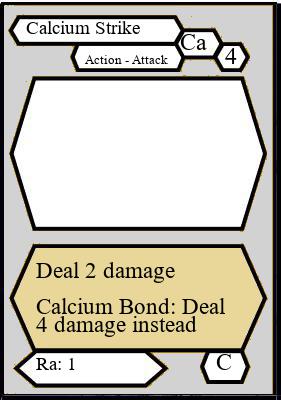 Calcium Strike
Ca
Action - Attack
4
Deal 2 damage
Calcium Bond: Deal
4 damage instead
Ra: 1
C